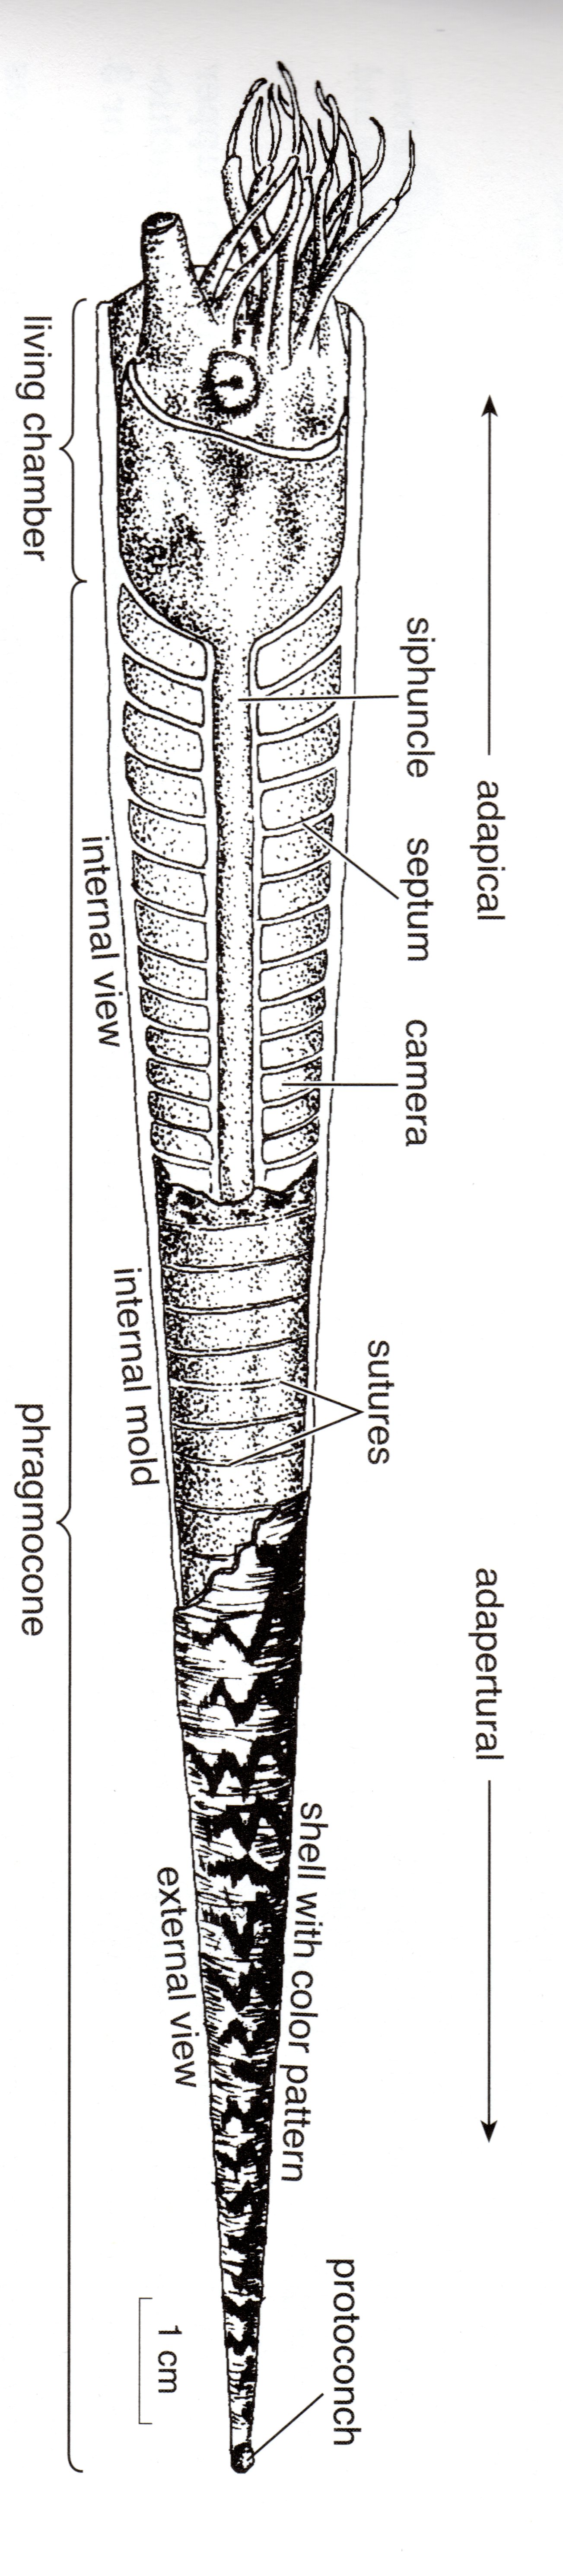 adapical
adapertural
siphuncle
septum
camera
sutures
shell with color pattern
protoconch
internal view
internal mold
external view
1 cm
living chamber
phragmocone